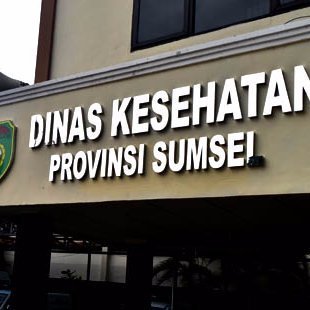 DINAS KESEHATAN
PROVINSI SUMSEL